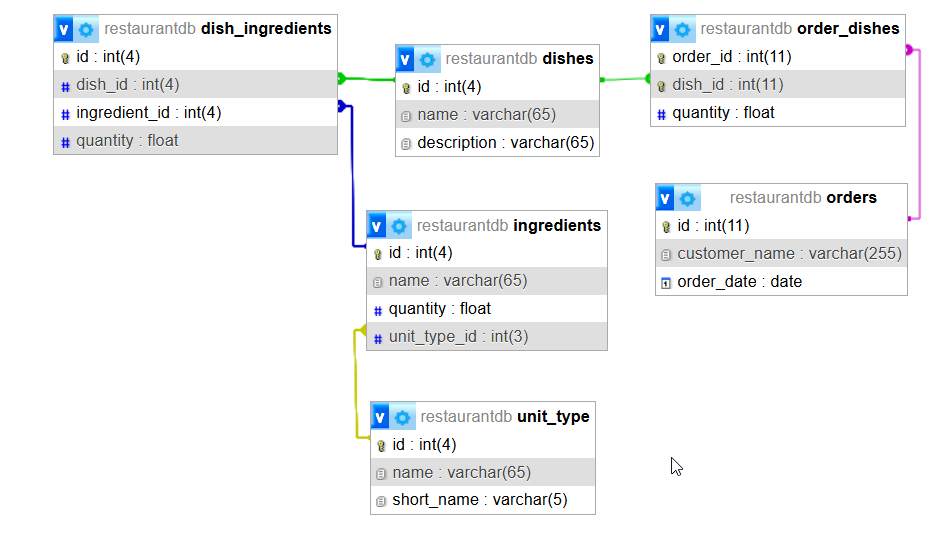 v restaurantdb dish_ingredients
id : int(4)
# dish_id : int(4)
# ingredient_id : int(4)
# quantity : float
v restaurantdb dishes
id : int(4)
name : varchar(65)
description : varchar(65)
v restaurantdb order_dishes
order_id : int(11)
dish_id : int(11)
# quantity : float
v restaurantdb orders
id : int(11)
customer_name : varchar(255)
order_date : date
v restaurantdb ingredients
id : int(4)
name : varchar(65)
# quantity : float
# unit_type_id : int(3)
v restaurantdb unit_type
id : int(4)
name : varchar(65)
short_name : varchar(5)